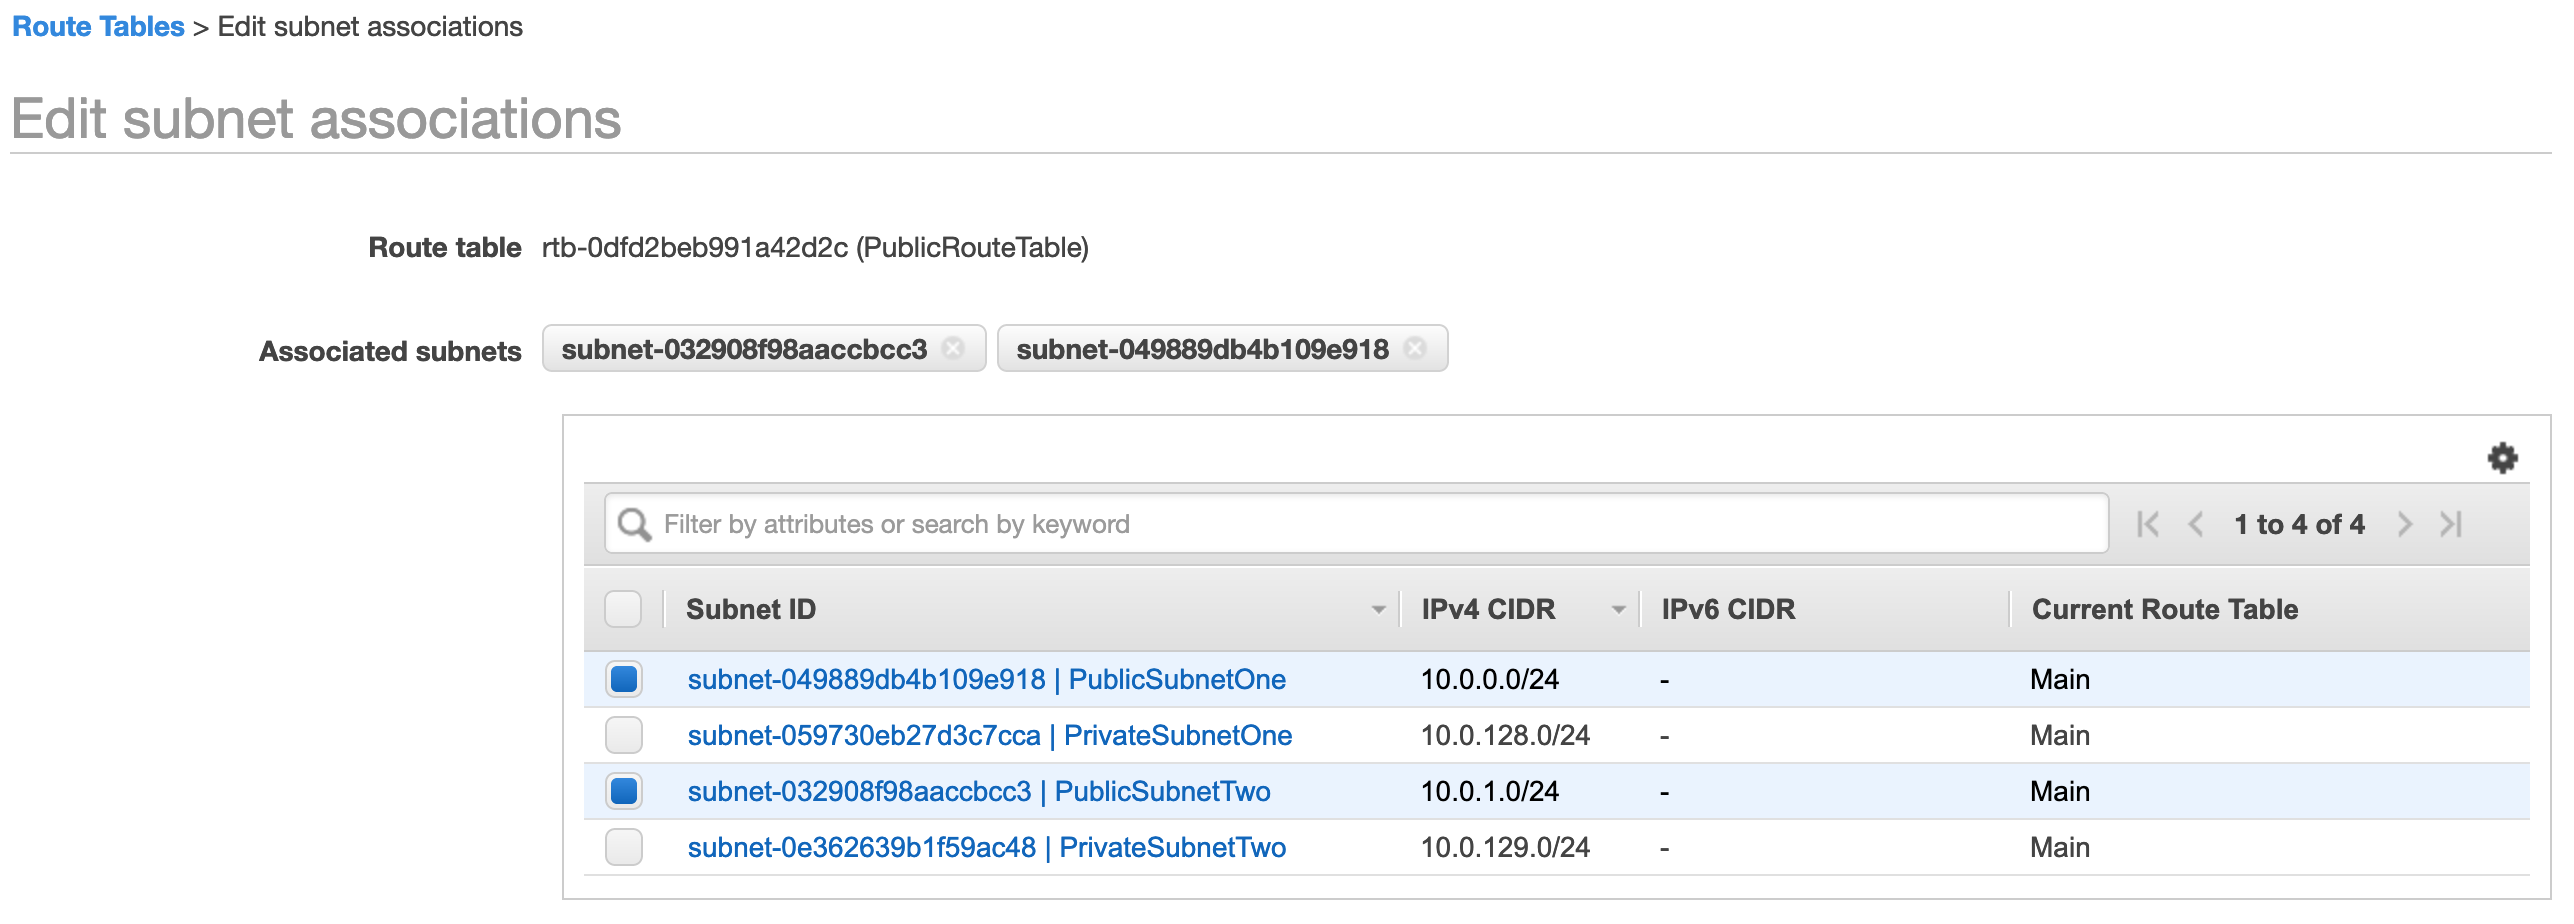 Route Tables > Edit subnet associations
Edit subnet associations
Route table rtb-0dfd2beb991a42d2c (PublicRouteTable)
Associated subnets subnet-032908f98aaccbcc3 subnet-049889db4b109e918
Filter by attributes or search by keyword 1 to 4 of 4
Subnet ID IPv4 CIDR IPv6 CIDR Current Route Table
subnet-049889db4b109e918 | PublicSubnetOne 10.0.0.0/24 - Main
subnet-059730eb27d3c7cca | PrivateSubnetOne 10.0.128.0/24 - Main
subnet-032908f98aaccbcc3 | PublicSubnetTwo 10.0.1.0/24 - Main
subnet-0e362639b1f59ac48 | PrivateSubnetTwo 10.0.129.0/24 - Main